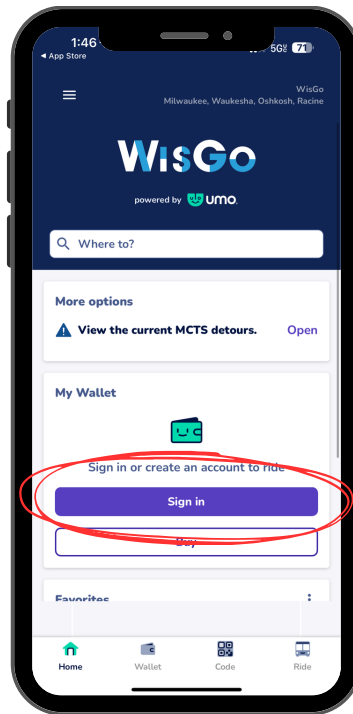 1:46
5G
71
◀ App Store
WisGo
Milwaukee, Waukesha, Oshkosh, Racine
WisGo
powered by umo.
Where to?
More options
View the current MCTS detours.
Open
My Wallet
Sign in or create an account to ride
Sign in
Buy
Favorites
Home
Wallet
Code
Ride